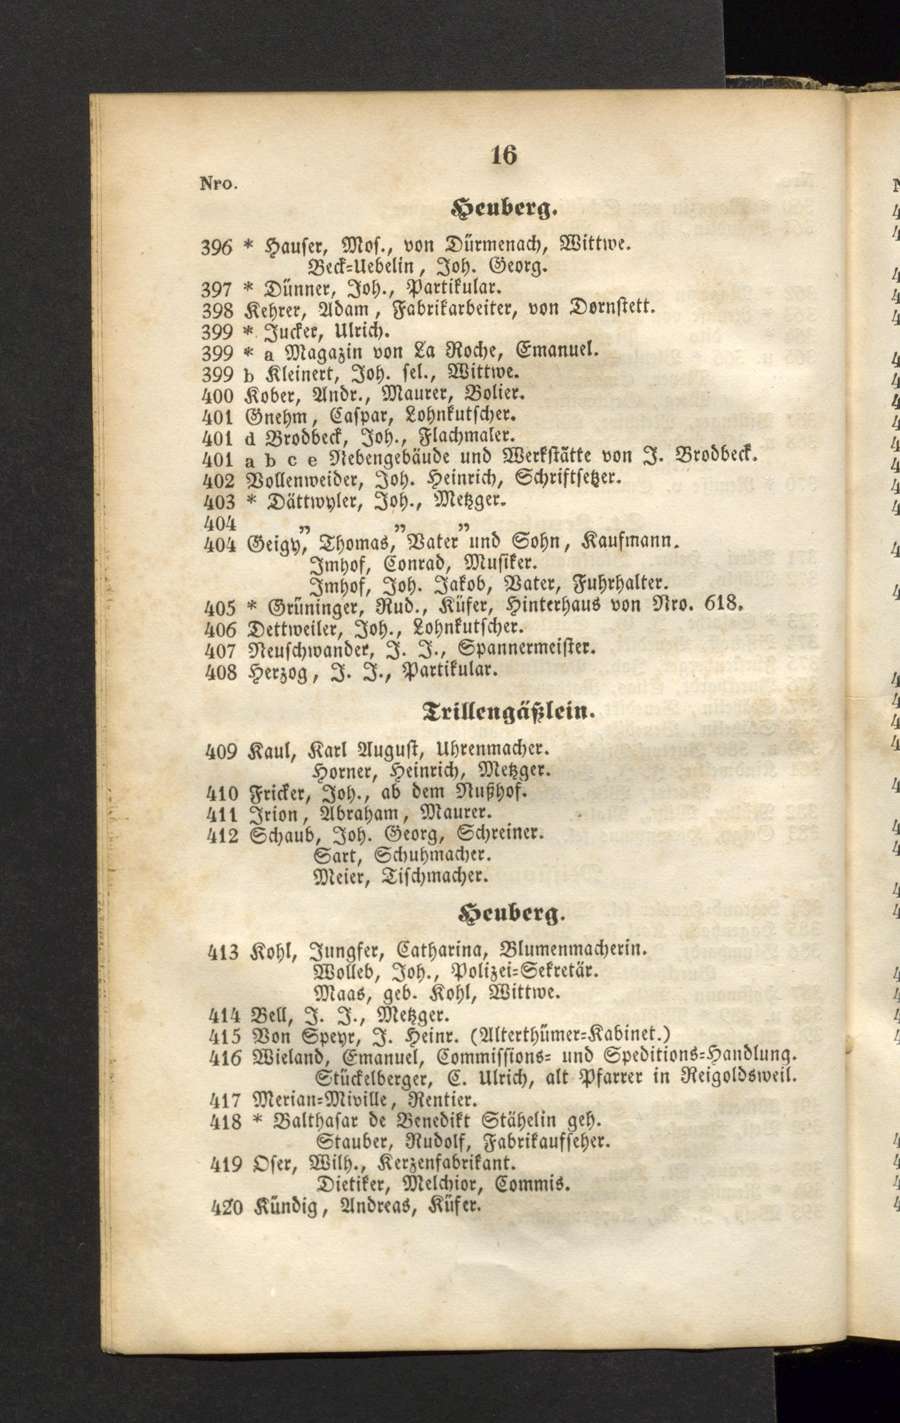 16
Nro.
Heuberg.
396 * Hauser, Mos., von Dürmenach, Wittwe.
Beck-Uebelin, Joh. Georg.
397 * Dünner, Joh., Partikular.
398 Kehrer, Adam, Fabrikarbeiter, von Dornstett.
399 * Jucker, Ulrich.
399 * a Magazin von La Roche, Emanuel.
399 b Kleinert, Joh. sel., Wittwe.
400 Kober, Andr., Maurer, Bolier.
401 Gnehm, Caspar, Lohnkutscher.
401 d Brodbeck, Joh., Flachmaler.
401 a b c e Nebengebäude und Werkstätte von J. Brodbeck.
402 Vollenweider, Joh. Heinrich, Schriftsetzer.
403 * Dättwyler, Joh., Metzger.
404 „ „ „
404 Geigy, Thomas, Vater und Sohn, Kaufmann.
Imhof, Conrad, Musiker.
Imhof, Joh. Jakob, Vater, Fuhrhalter.
405 * Grüninger, Rud., Küfer, Hinterhaus von Nro. 618.
406 Dettweiler, Joh., Lohnkutscher.
407 Neuschwander, J. J., Spannermeister.
408 Herzog, J. J., Partikular.
Trillengäßlein.
409 Kaul, Karl August, Uhrenmacher.
Horner, Heinrich, Metzger.
410 Fricker, Joh., ab dem Nußhof.
411 Irion, Abraham, Maurer.
412 Schaub, Joh. Georg, Schreiner.
Sart, Schuhmacher.
Meier, Tischmacher.
Heuberg.
413 Kohl, Jungfer, Catharina, Blumenmacherin.
Wolleb, Joh., Polizei-Sekretär.
Maas, geb. Kohl, Wittwe.
414 Bell, J. J., Metzger.
415 Von Speyr, J. Heinr. (Alterthümer-Kabinet.)
416 Wieland, Emanuel, Commissions- und Speditions-Handlung.
Stückelberger, C. Ulrich, alt Pfarrer in Reigoldsweil.
417 Merian-Miville, Rentier.
418 * Balthasar de Benedikt Stähelin geh.
Stauber, Rudolf, Fabrikaufseher.
419 Oser, Wilh., Kerzenfabrikant.
Dietiker, Melchior, Commis.
420 Kündig, Andreas, Küfer.